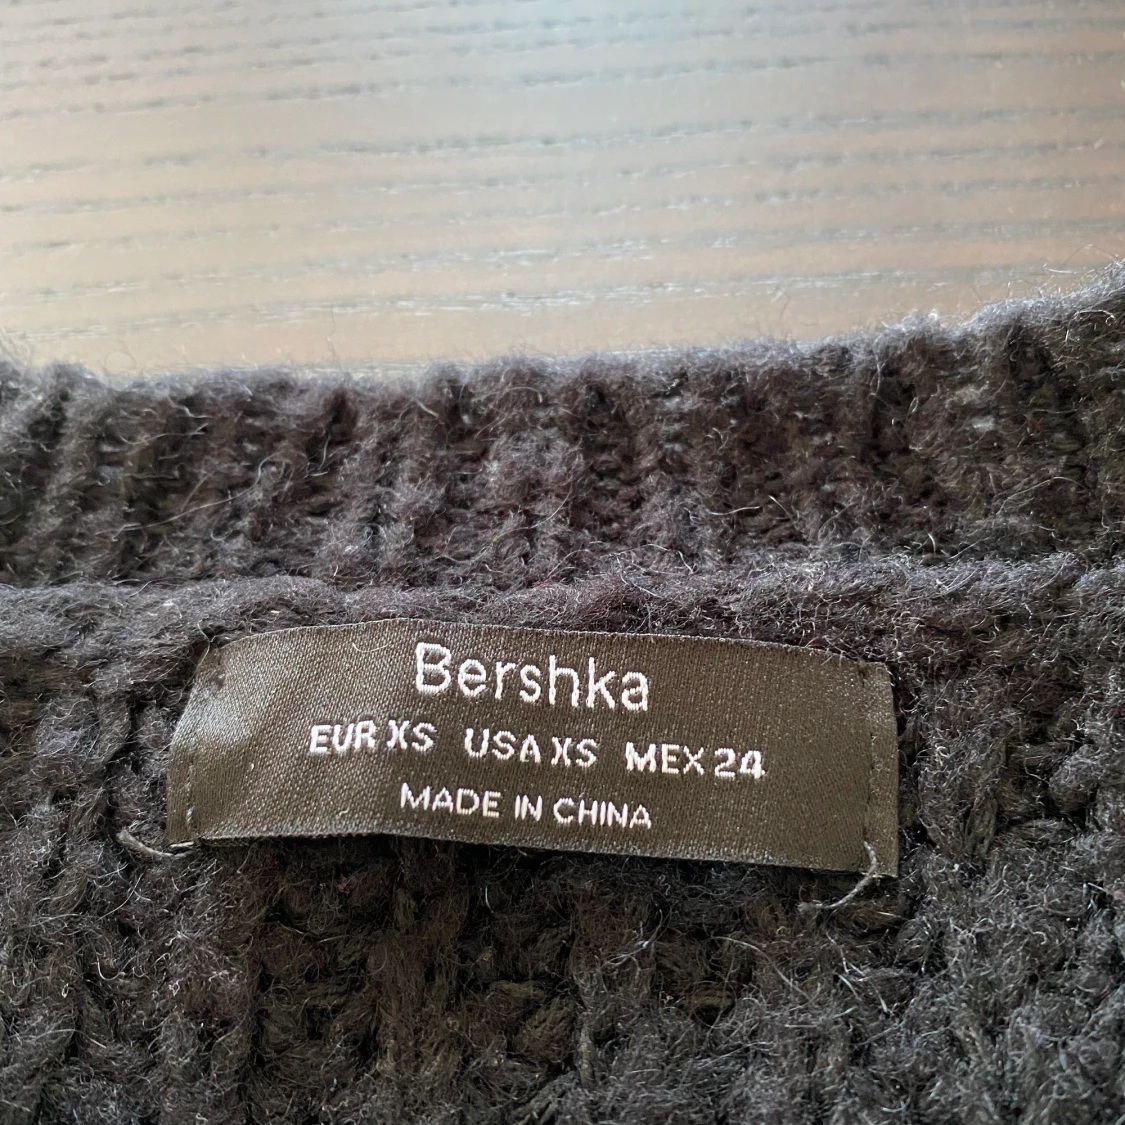 Bershka
EUR XS USA XS MEX 24
MADE IN CHINA